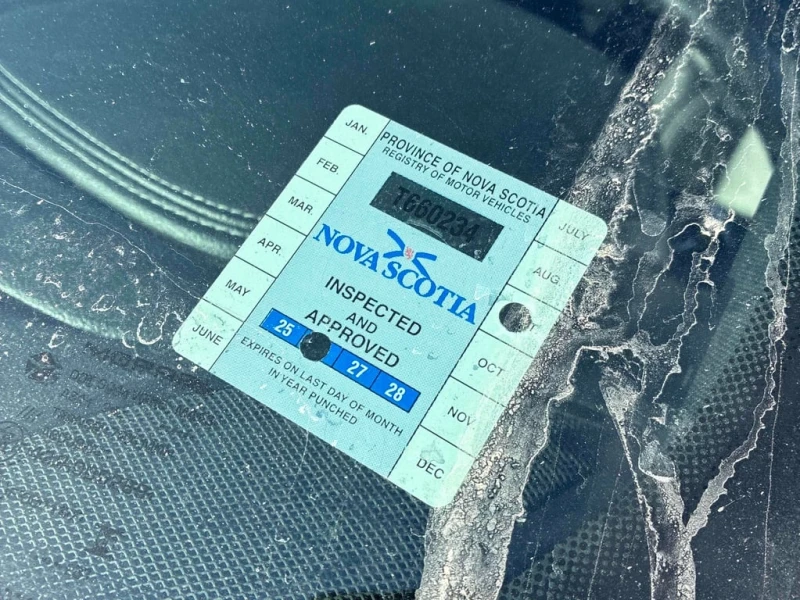 JAN.
FEB.
MAR.
APR.
MAY
JUNE
PROVINCE OF NOVA SCOTIA
REGISTRY OF MOTOR VEHICLES
T660234
NOVA SCOTIA
INSPECTED
AND
APPROVED
25 27 28
EXPIRES ON LAST DAY OF MONTH
IN YEAR PUNCHED
JULY
AUG.
OCT.
NOV.
DEC.